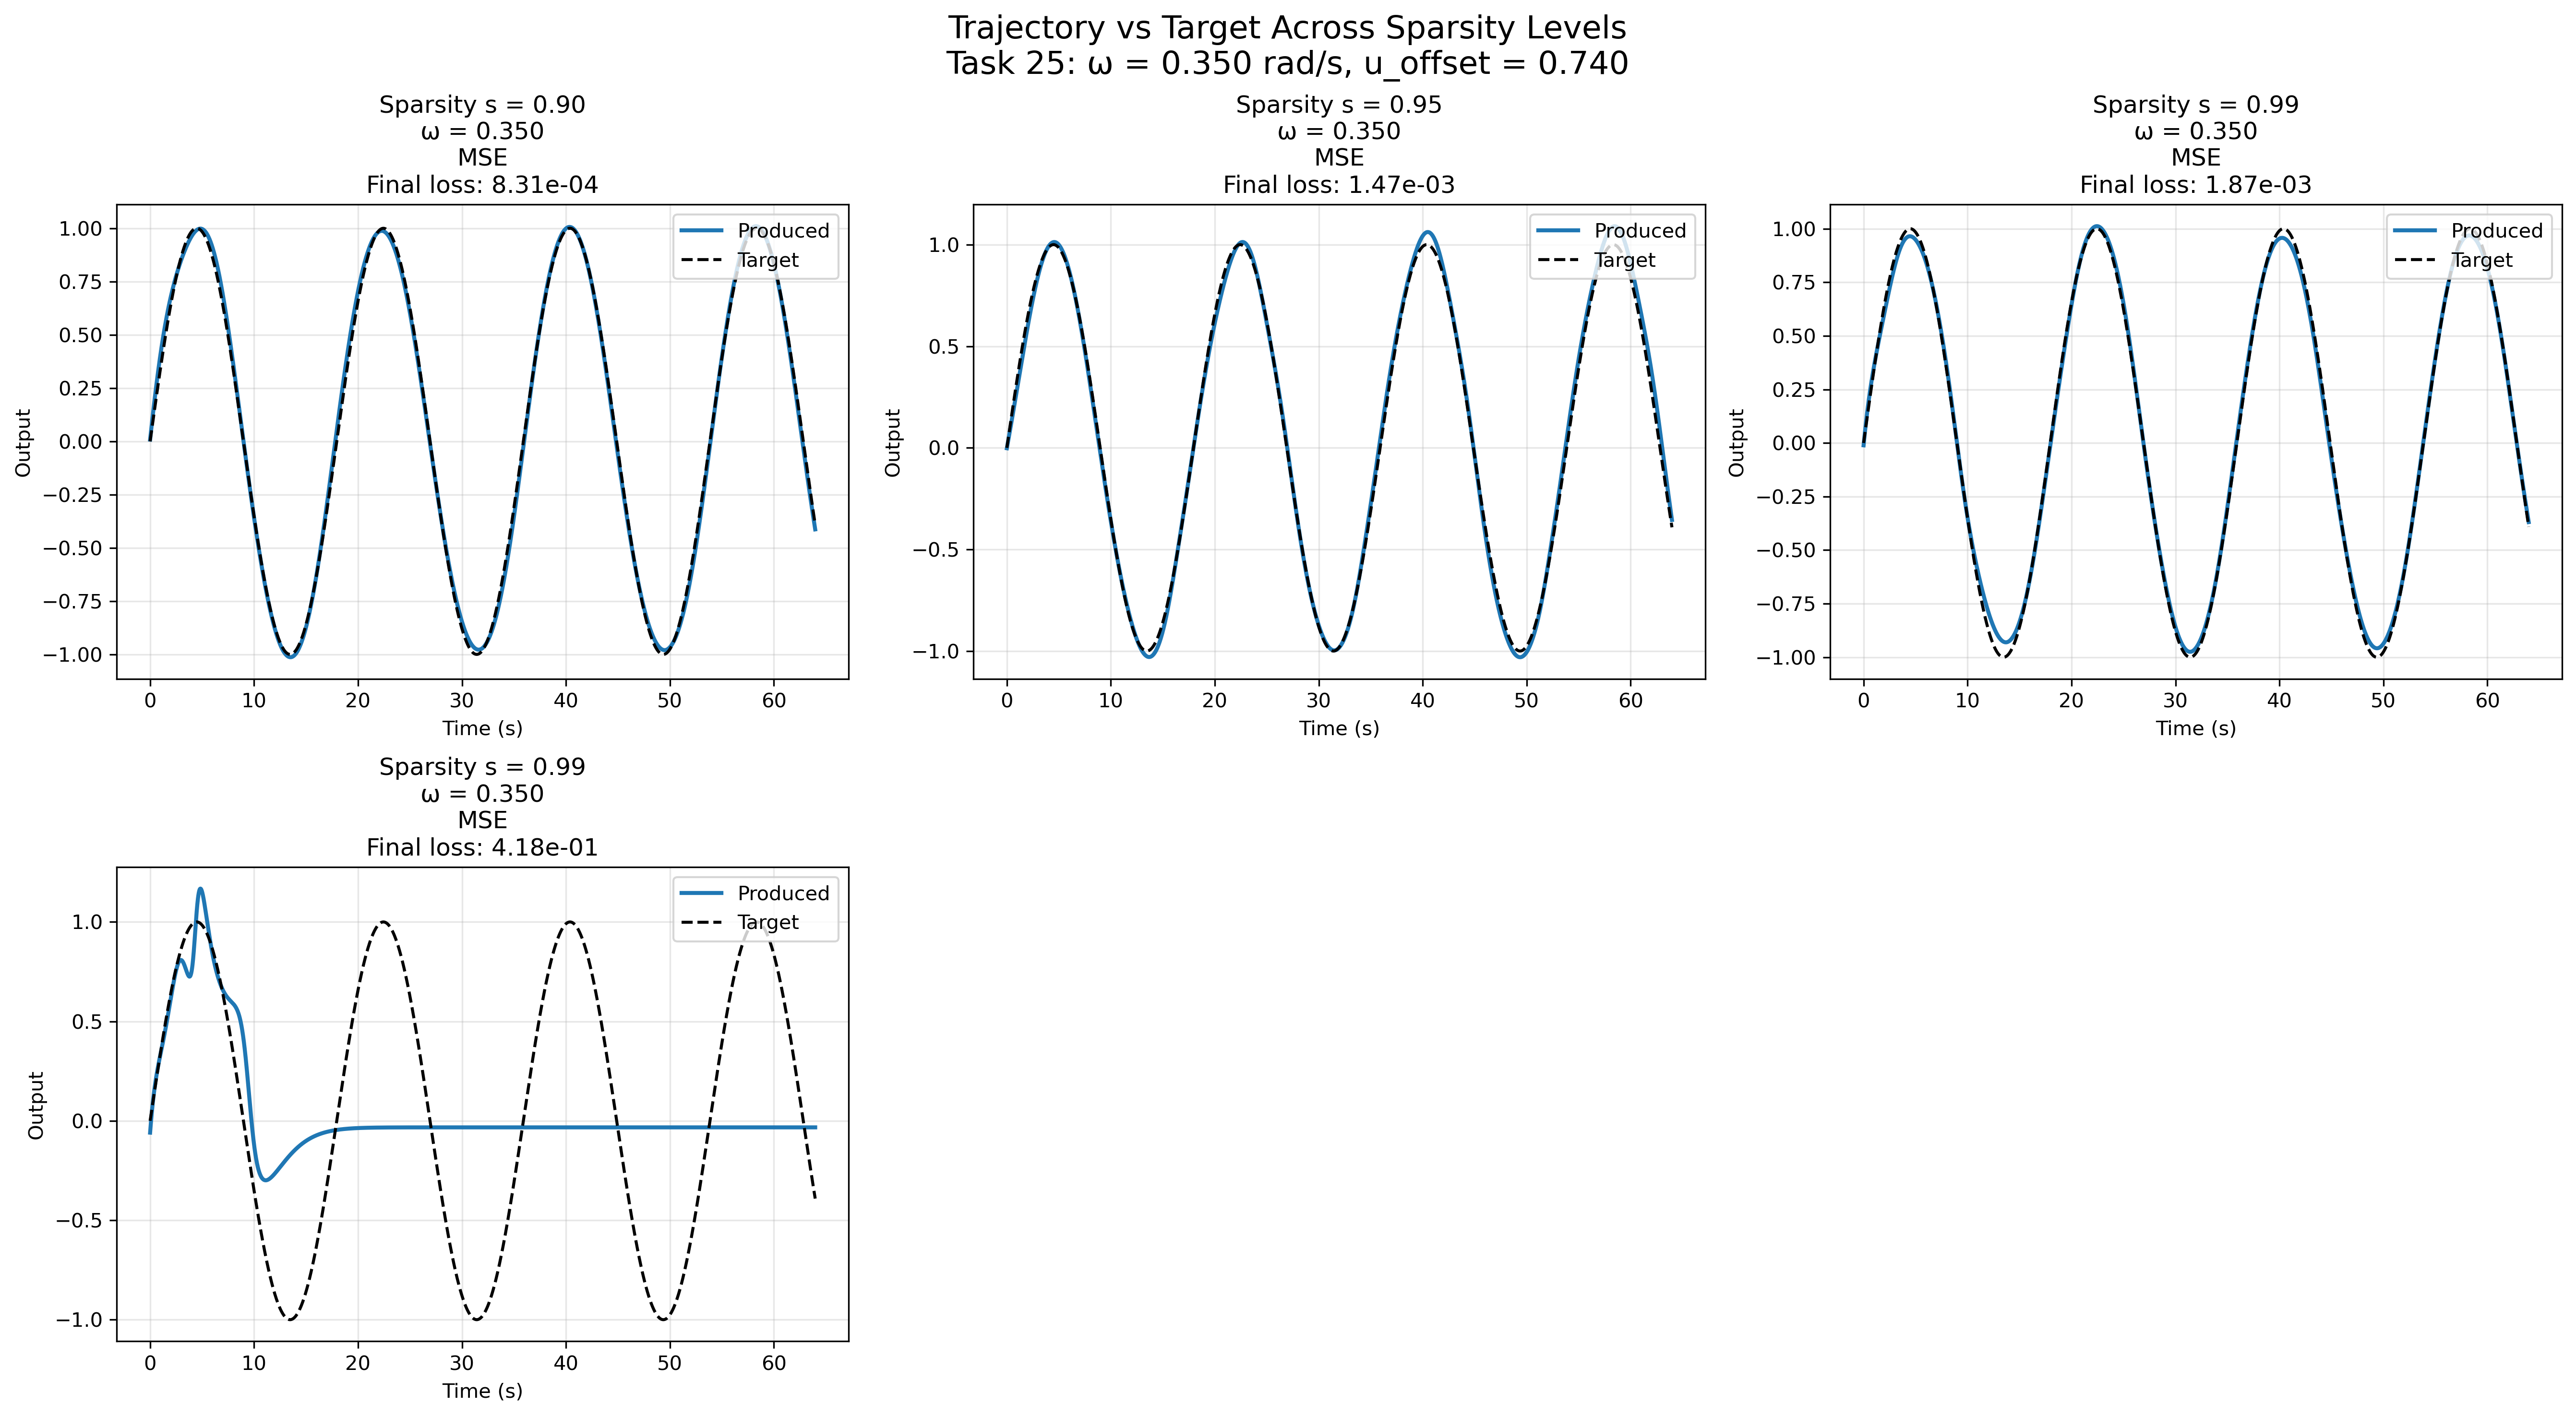 Trajectory vs Target Across Sparsity Levels
Task 25: ω = 0.350 rad/s, u_offset = 0.740
Sparsity s = 0.90
ω = 0.350
MSE
Final loss: 8.31e-04
1.00
0.75
0.50
0.25
0.00
−0.25
−0.50
−0.75
−1.00
Output
0 10 20 30 40 50 60
Time (s)
Produced
Target
Sparsity s = 0.95
ω = 0.350
MSE
Final loss: 1.47e-03
1.0
0.5
0.0
−0.5
−1.0
Output
0 10 20 30 40 50 60
Time (s)
Produced
Target
Sparsity s = 0.99
ω = 0.350
MSE
Final loss: 1.87e-03
1.00
0.75
0.50
0.25
0.00
−0.25
−0.50
−0.75
−1.00
Output
0 10 20 30 40 50 60
Time (s)
Produced
Target
Sparsity s = 0.99
ω = 0.350
MSE
Final loss: 4.18e-01
1.0
0.5
0.0
−0.5
−1.0
Output
0 10 20 30 40 50 60
Time (s)
Produced
Target